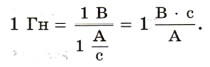 1 Гн = 1 В / 1 А/с = 1 В · с / А.